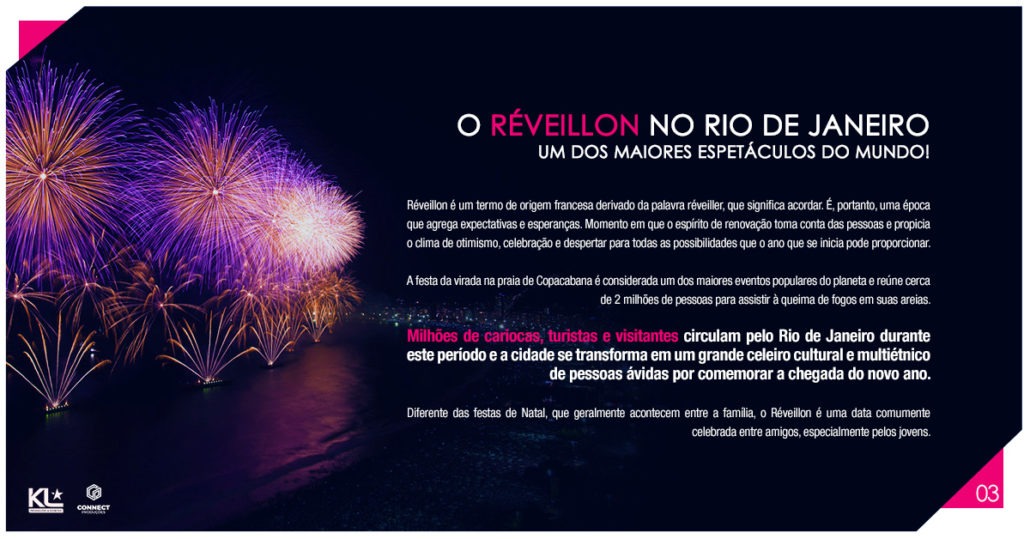 O RÉVEILLON NO RIO DE JANEIRO
UM DOS MAIORES ESPETÁCULOS DO MUNDO!
Réveillon é um termo de origem francesa derivado da palavra réveiller, que significa acordar. É, portanto, uma época
que agrega expectativas e esperanças. Momento em que o espírito de renovação toma conta das pessoas e propicia
o clima de otimismo, celebração e despertar para todas as possibilidades que o ano que se inicia pode proporcionar.
A festa da virada na praia de Copacabana é considerada um dos maiores eventos populares do planeta e reúne cerca
de 2 milhões de pessoas para assistir à queima de fogos em suas areias.
Milhões de cariocas, turistas e visitantes circulam pelo Rio de Janeiro durante
este período e a cidade se transforma em um grande celeiro cultural e multiétnico
de pessoas ávidas por comemorar a chegada do novo ano.
Diferente das festas de Natal, que geralmente acontecem entre a família, o Réveillon é uma data comumente
celebrada entre amigos, especialmente pelos jovens.
KL
CONNECT
PRODUÇÕES
03